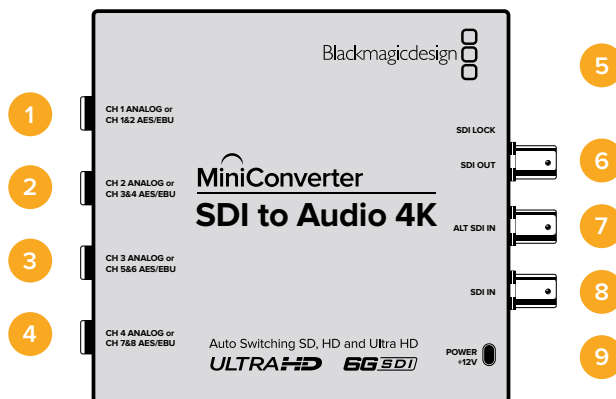 Blackmagicdesign
1
CH 1 ANALOG or
CH 1&2 AES/EBU
2
CH 2 ANALOG or
CH 3&4 AES/EBU
3
CH 3 ANALOG or
CH 5&6 AES/EBU
4
CH 4 ANALOG or
CH 7&8 AES/EBU
MiniConverter
SDI to Audio 4K
Auto Switching SD, HD and Ultra HD
ULTRAHD 6G SDI
5
SDI LOCK
SDI OUT
6
ALT SDI IN
7
SDI IN
8
POWER
+12V
9